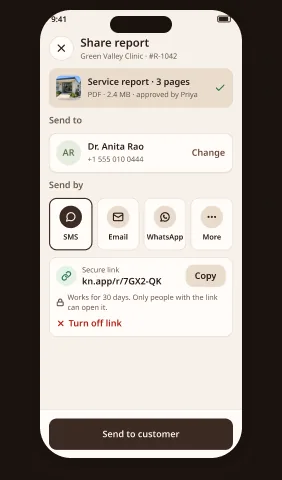 9:41
Share report
Green Valley Clinic · #R-1042
Service report · 3 pages
PDF · 2.4 MB · approved by Priya
Send to
AR
Dr. Anita Rao
+1 555 010 0444
Change
Send by
SMS
Email
WhatsApp
More
Secure link
kn.app/r/7GX2-QK
Copy
Works for 30 days. Only people with the link
can open it.
Turn off link
Send to customer